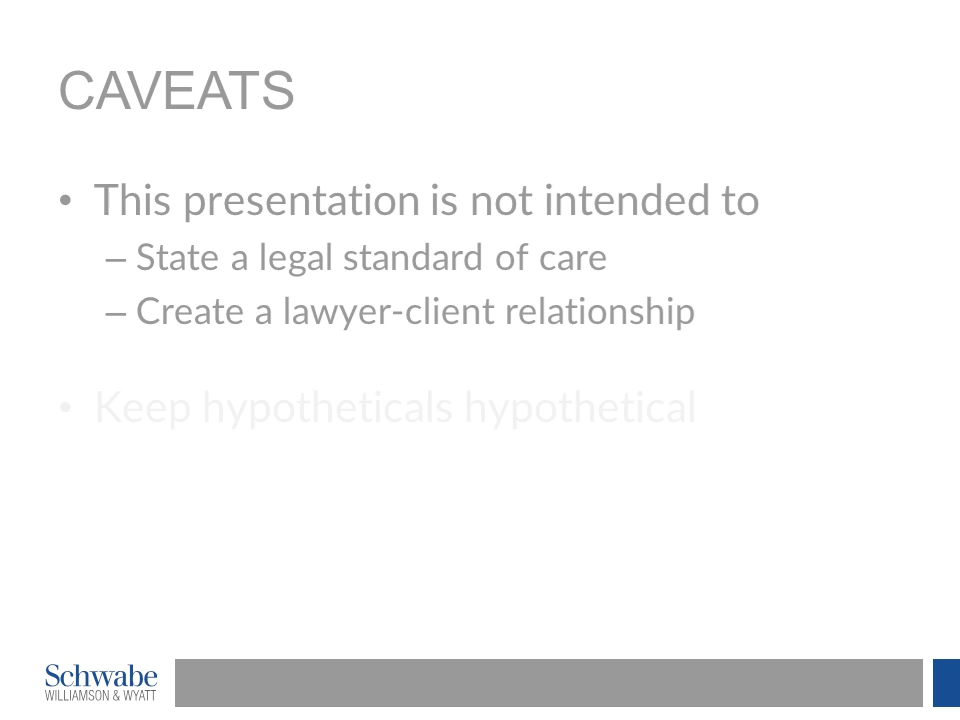 CAVEATS
• This presentation is not intended to
– State a legal standard of care
– Create a lawyer-client relationship
• Keep hypotheticals hypothetical
Schwabe
WILLIAMSON & WYATT